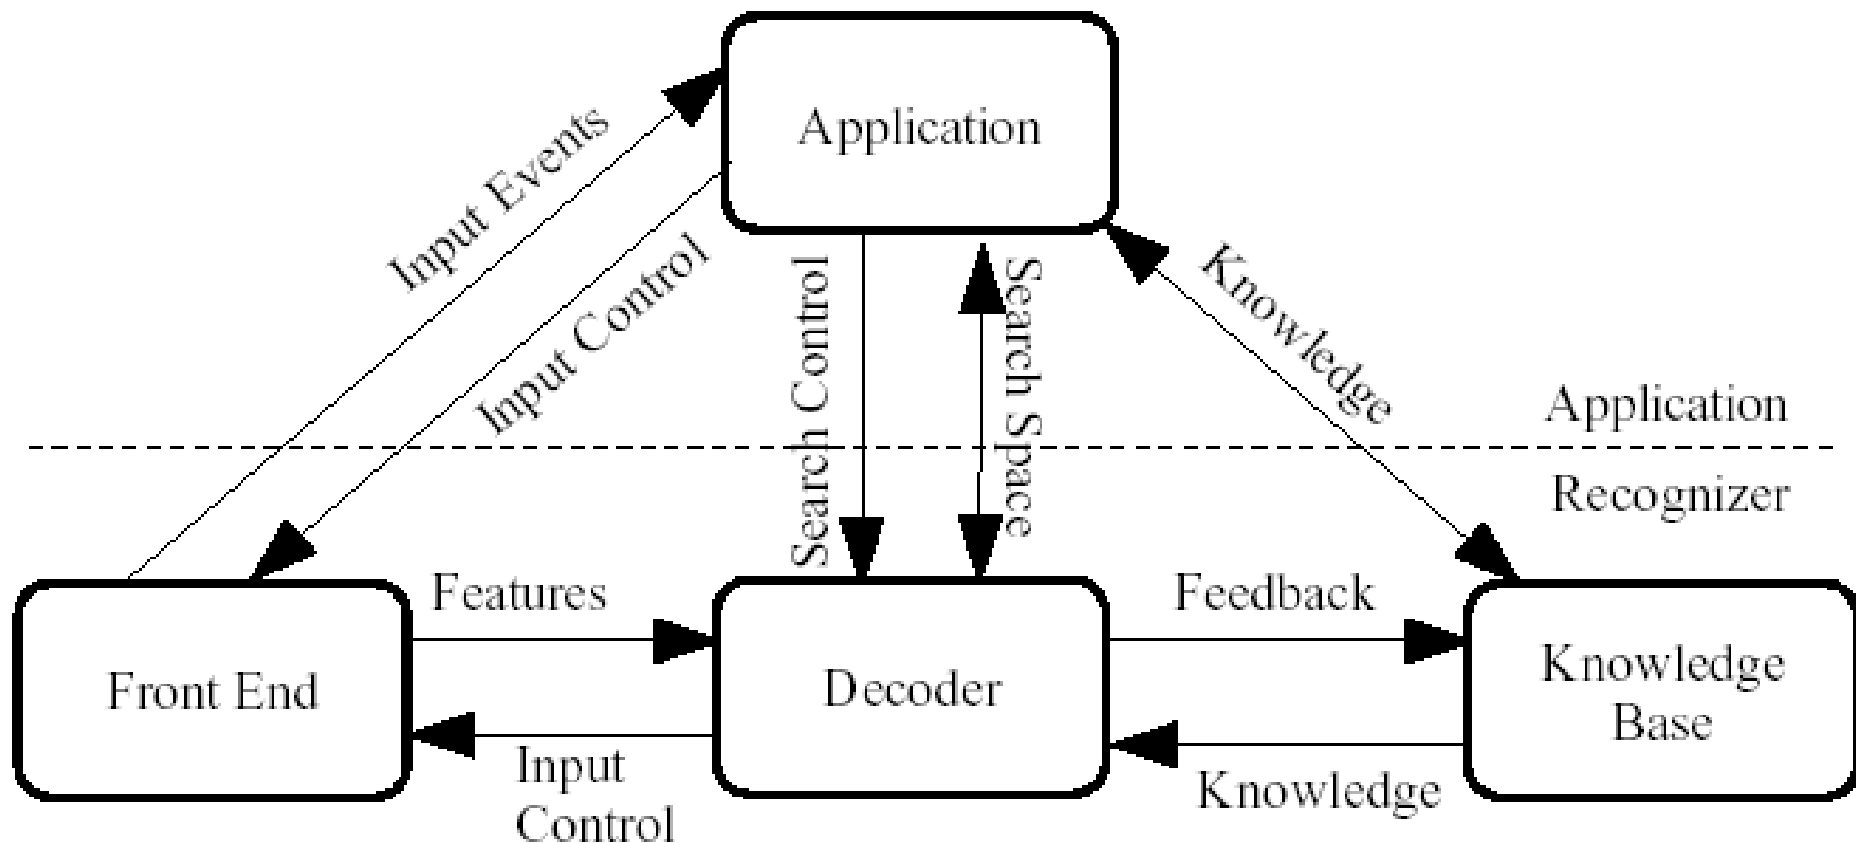 Application
Input Events
Input Control
Search Control
Search Space
Knowledge
Application
Recognizer
Features
Feedback
Front End
Decoder
Knowledge
Base
Input
Control
Knowledge